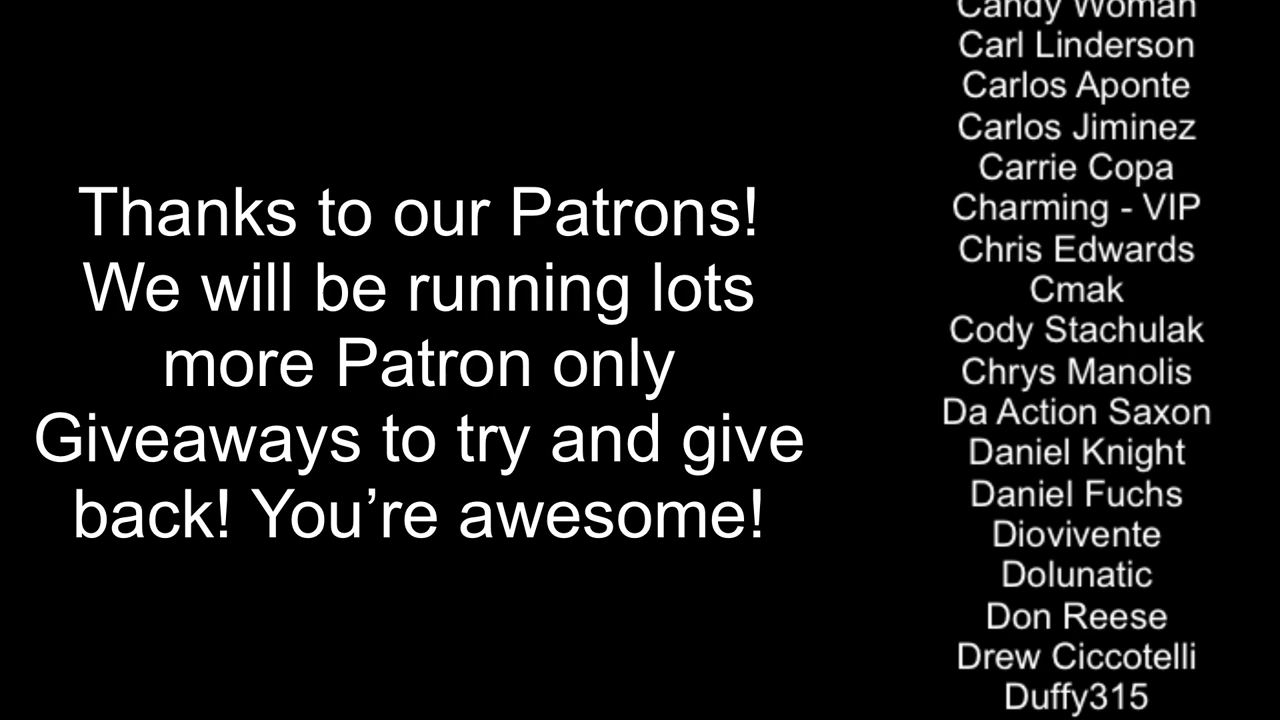 Thanks to our Patrons!
We will be running lots
more Patron only
Giveaways to try and give
back! You’re awesome!
Candy Woman
Carl Linderson
Carlos Aponte
Carlos Jiminez
Carrie Copa
Charming - VIP
Chris Edwards
Cmak
Cody Stachulak
Chrys Manolis
Da Action Saxon
Daniel Knight
Daniel Fuchs
Diovivente
Dolunatic
Don Reese
Drew Ciccotelli
Duffy315